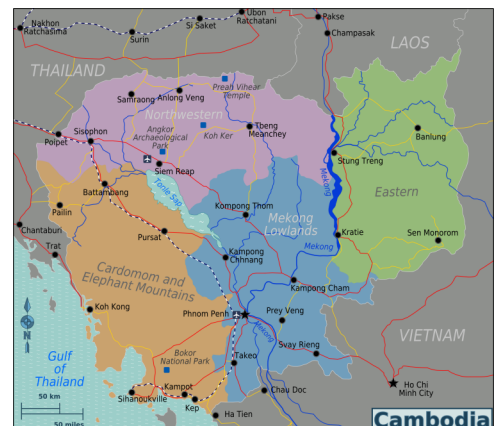 Nakhon
Ratchasima
Surin
Si Saket
Ubon
Ratchatani
Pakse
Champasak
LAOS
THAILAND
Samraong
Anlong Veng
Preah Viheat
Temple
Northwestern
Angkor
Archaeological
Park
Koh Ker
Tbeng
Meanchey
Banlung
Sisophon
Poipet
Siem Reap
Stung Treng
Mekong
Eastern
Battambang
Tonle Sap
Pailin
Kompong Thom
Mekong
Lowlands
Chantaburi
Trat
Pursat
Mekong
Kratie
Sen Monorom
Kampong
Chhnang
Cardomom and
Elephant Mountains
Kampong Cham
Koh Kong
Phnom Penh
Prey Veng
Mekong
VIETNAM
N
Svay Rieng
Bokor
National Park
Takeo
Gulf
of
Thailand
Kampot
Sihanoukville
Kep
Chau Doc
Ho Chi
Minh City
Ha Tien
50 km
50 miles
Cambodia